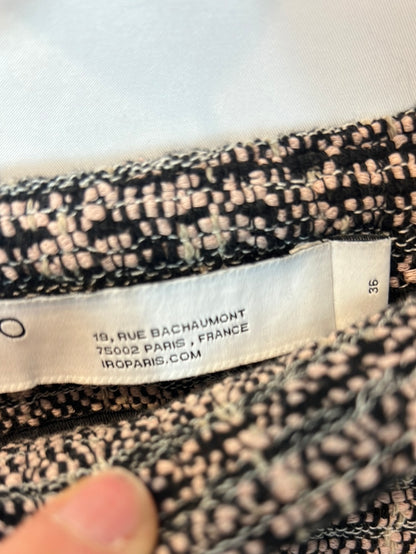 O
19, RUE BACHAUMONT
75002 PARIS , FRANCE
IROPARIS.COM
36